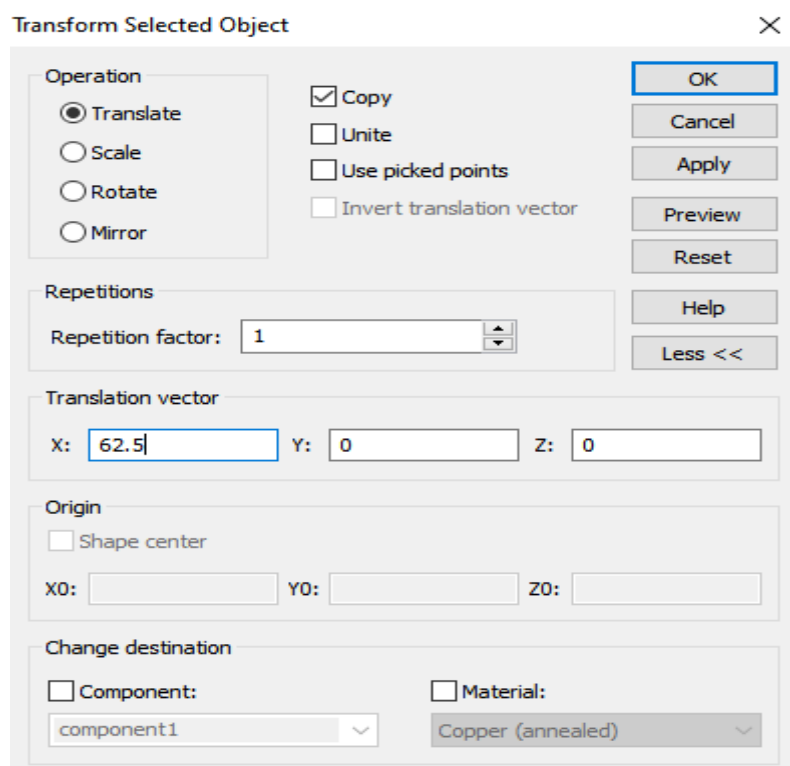 Transform Selected Object
Operation
Translate
Scale
Rotate
Mirror
Copy
Unite
Use picked points
Invert translation vector
OK
Cancel
Apply
Preview
Reset
Help
Less <<
Repetitions
Repetition factor: 1
Translation vector
X: 62.5 Y: 0 Z: 0
Origin
Shape center
X0: Y0: Z0:
Change destination
Component: Material:
component1 Copper (annealed)